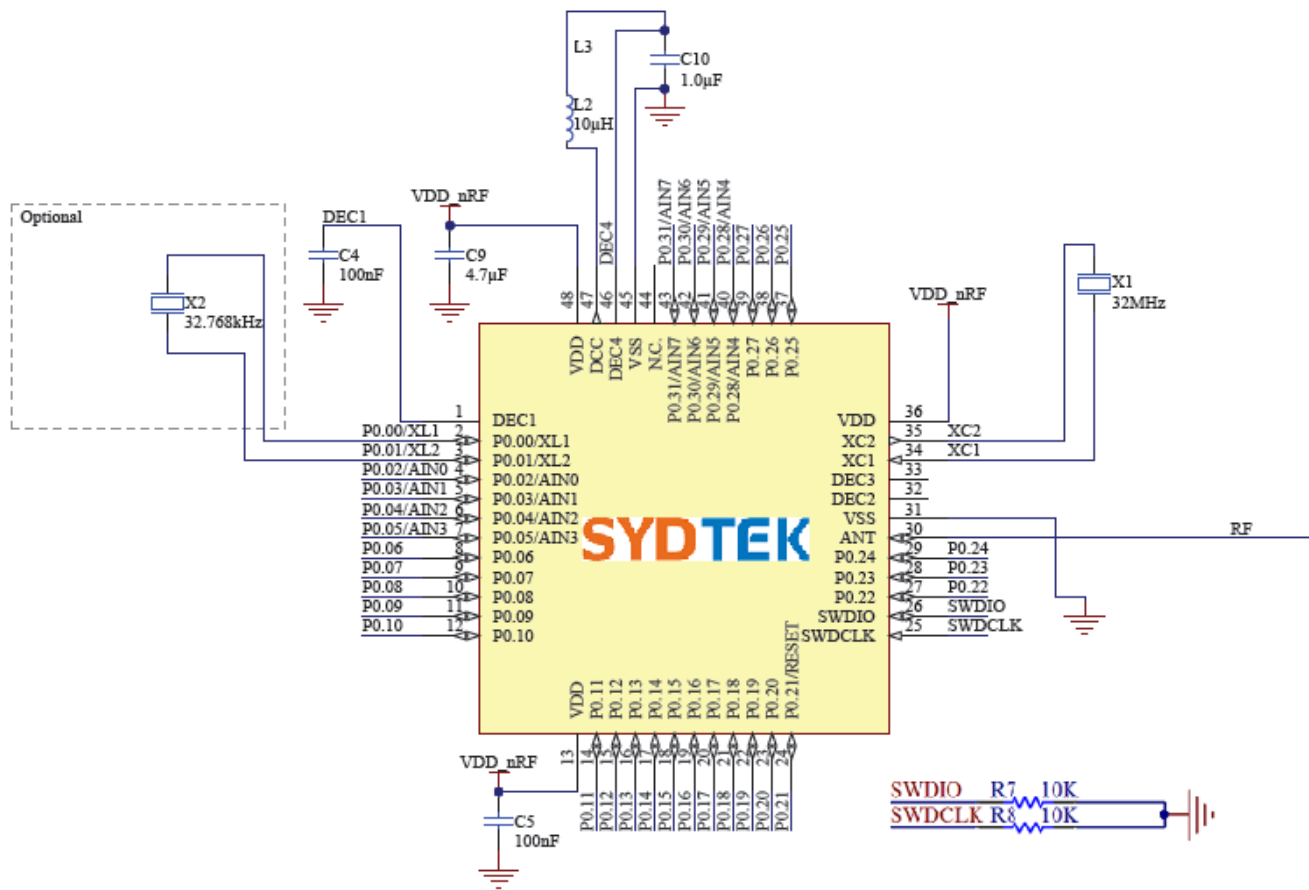 L3
C10
1.0μF
L2
10μH
VDD_nRF
Optional
DEC1
C4
100nF
C9
4.7μF
X2
32.768kHz
DEC4
P0.31/AIN7
P0.30/AIN6
P0.29/AIN5
P0.28/AIN4
P0.27
P0.26
P0.25
48
47
46
45
44
43
42
41
40
39
38
37
VDD
DCC
DEC4
VSS
N.C.
P0.31/AIN7
P0.30/AIN6
P0.29/AIN5
P0.28/AIN4
P0.27
P0.26
P0.25
VDD_nRF
X1
32MHz
1 DEC1
P0.00/XL1 2 P0.00/XL1
P0.01/XL2 3 P0.01/XL2
P0.02/AIN0 4 P0.02/AIN0
P0.03/AIN1 5 P0.03/AIN1
P0.04/AIN2 6 P0.04/AIN2
P0.05/AIN3 7 P0.05/AIN3
P0.06 8 P0.06
P0.07 9 P0.07
P0.08 10 P0.08
P0.09 11 P0.09
P0.10 12 P0.10
SYDTEK
VDD 36
XC2 35 XC2
XC1 34 XC1
DEC3 33
DEC2 32
VSS 31
ANT 30 RF
P0.24 29 P0.24
P0.23 28 P0.23
P0.22 27 P0.22
SWDIO 26 SWDIO
SWDCLK 25 SWDCLK
VDD
P0.11
P0.12
P0.13
P0.14
P0.15
P0.16
P0.17
P0.18
P0.19
P0.20
P0.21/RESET
13
14
15
16
17
18
19
20
21
22
23
24
VDD_nRF
C5
100nF
P0.11
P0.12
P0.13
P0.14
P0.15
P0.16
P0.17
P0.18
P0.19
P0.20
P0.21
SWDIO R7 10K
SWDCLK R8 10K